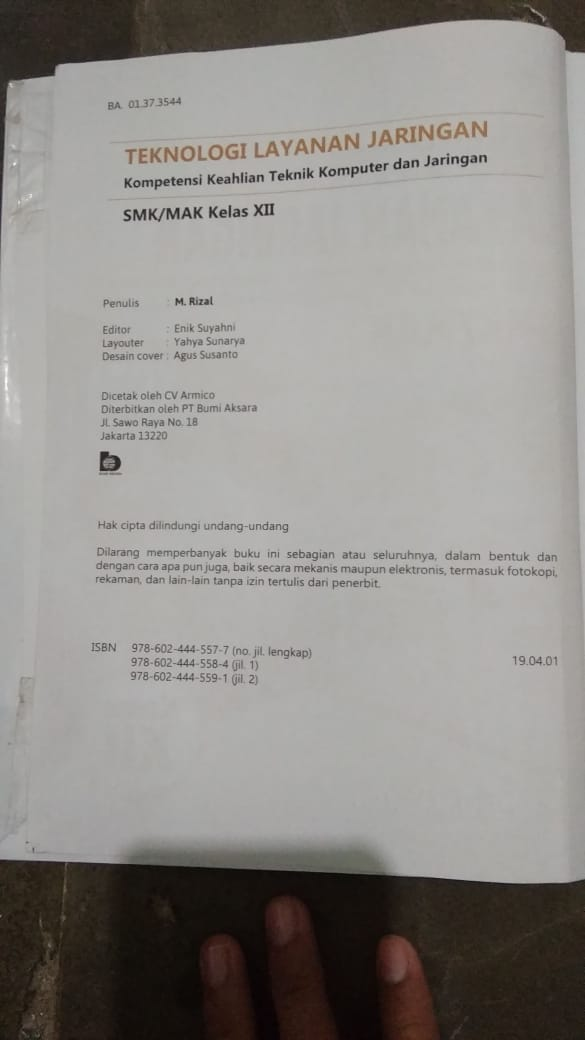 BA. 01.37.3544
TEKNOLOGI LAYANAN JARINGAN
Kompetensi Keahlian Teknik Komputer dan Jaringan
SMK/MAK Kelas XII
Penulis : M. Rizal
Editor : Enik Suyahni
Layouter : Yahya Sunarya
Desain cover : Agus Susanto
Dicetak oleh CV Armico
Diterbitkan oleh PT Bumi Aksara
Jl. Sawo Raya No. 18
Jakarta 13220
Hak cipta dilindungi undang-undang
Dilarang memperbanyak buku ini sebagian atau seluruhnya, dalam bentuk dan
dengan cara apa pun juga, baik secara mekanis maupun elektronis, termasuk fotokopi,
rekaman, dan lain-lain tanpa izin tertulis dari penerbit.
ISBN 978-602-444-557-7 (no. jil. lengkap)
978-602-444-558-4 (jil. 1)
978-602-444-559-1 (jil. 2)
19.04.01